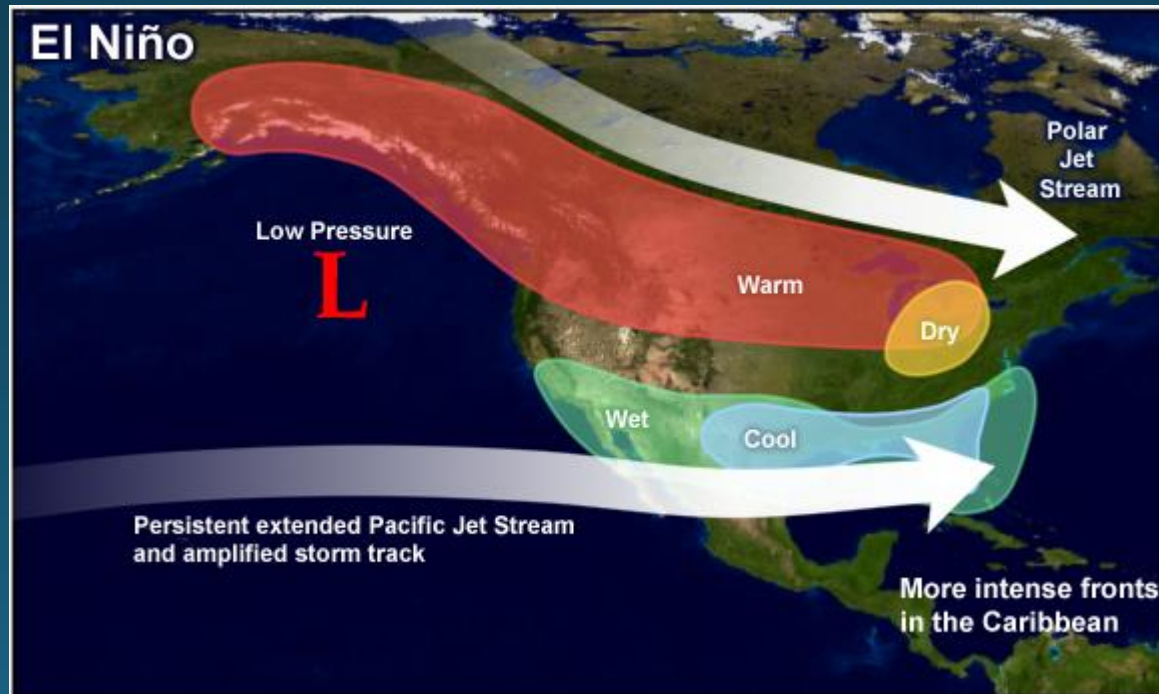 El Niño
Polar
Jet
Stream
Low Pressure
L
Warm
Dry
Wet
Cool
Persistent extended Pacific Jet Stream
and amplified storm track
More intense fronts
in the Caribbean